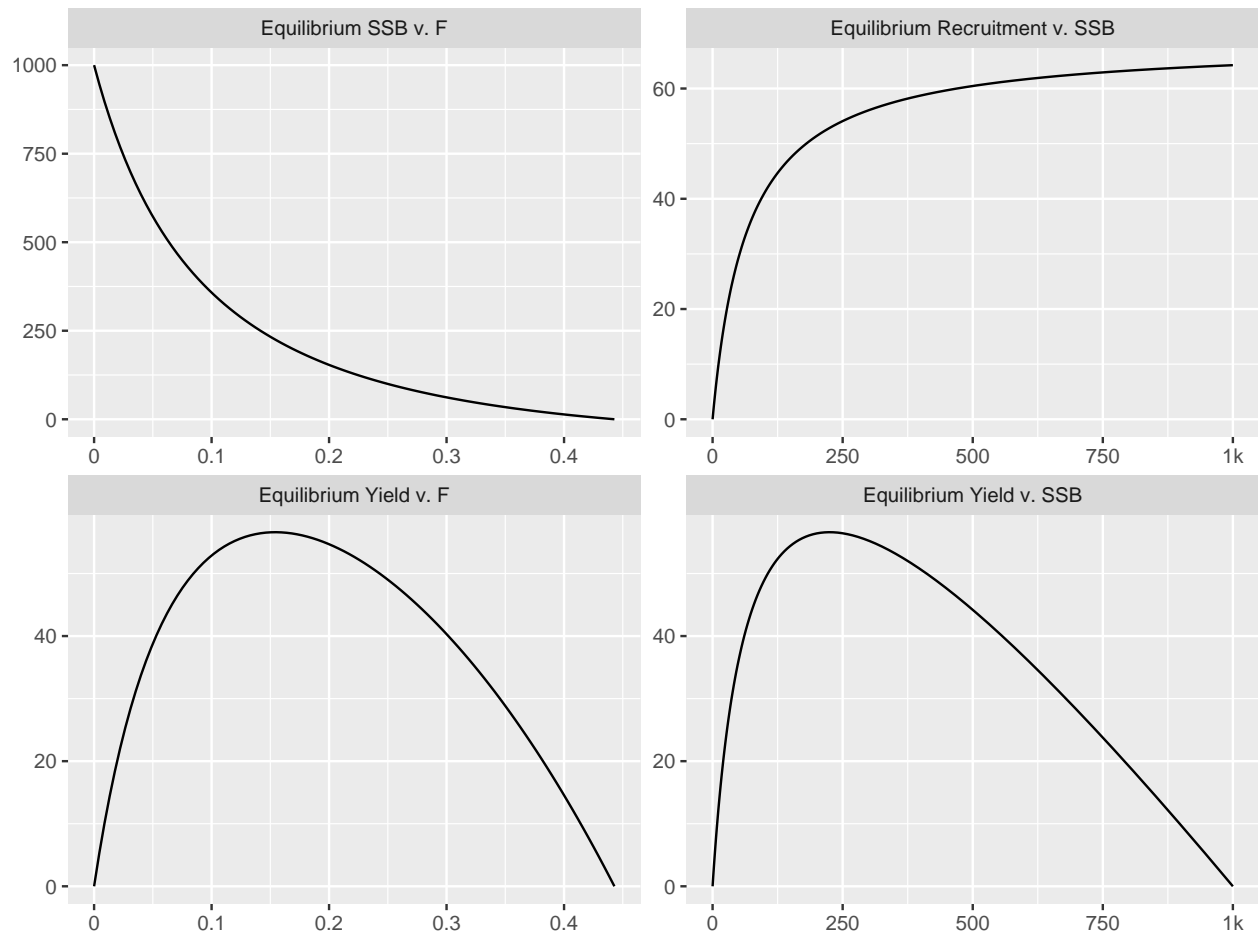 Equilibrium SSB v. F
1000
750
500
250
0
0 0.1 0.2 0.3 0.4
Equilibrium Recruitment v. SSB
60
40
20
0
0 250 500 750 1k
Equilibrium Yield v. F
40
20
0
0 0.1 0.2 0.3 0.4
Equilibrium Yield v. SSB
40
20
0
0 250 500 750 1k